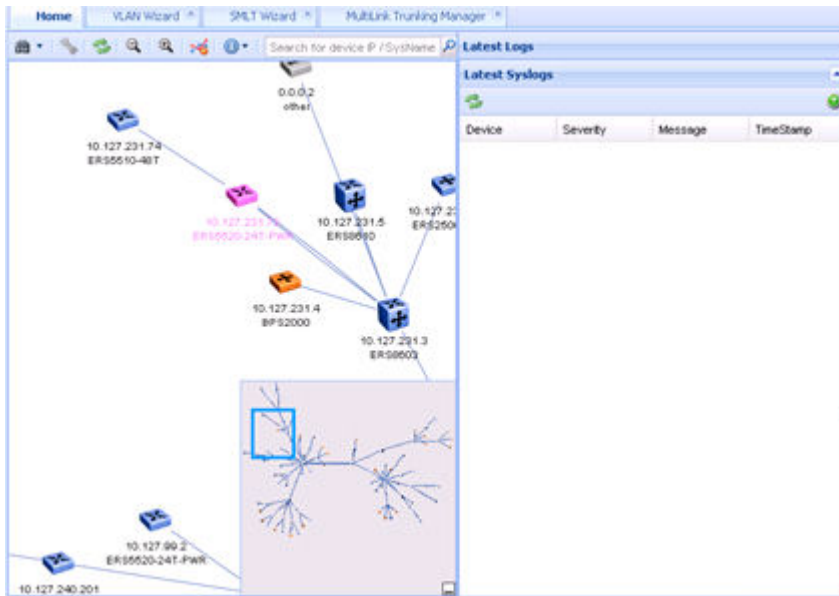 Home
VLAN Wizard
SMLT Wizard
MultiLink Trunking Manager
Search for device IP / SysName
Latest Logs
Latest Syslogs
Device Severity Message TimeStamp
0.0.0.2
other
10.127.231.74
ERS5510-48T
ERS5520-24T-PWR
10.127.231.5
10.127.231.4
BPS2000
10.127.231.3
ERS8603
10.127.99.2
ERS5520-24T-PWR
10.127.240.201